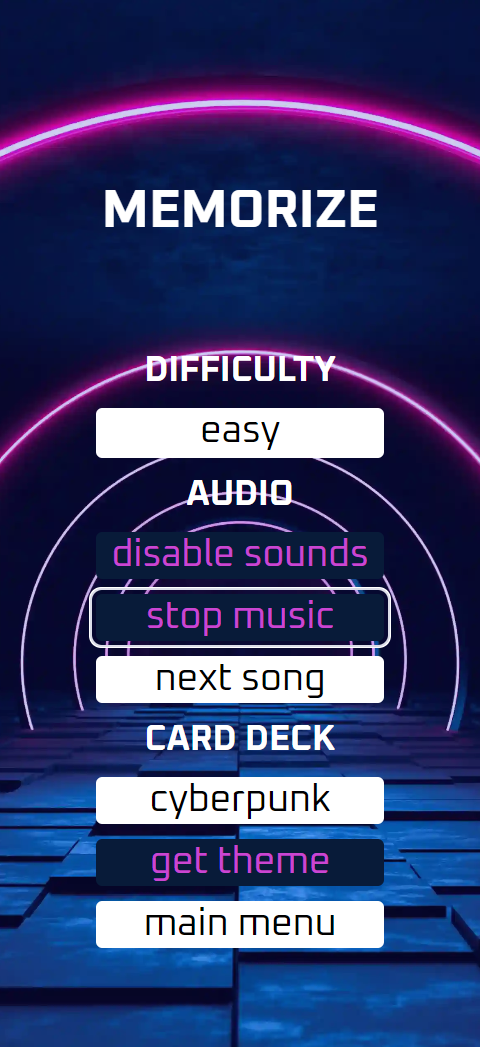 MEMORIZE
DIFFICULTY
easy
AUDIO
disable sounds
stop music
next song
CARD DECK
cyberpunk
get theme
main menu